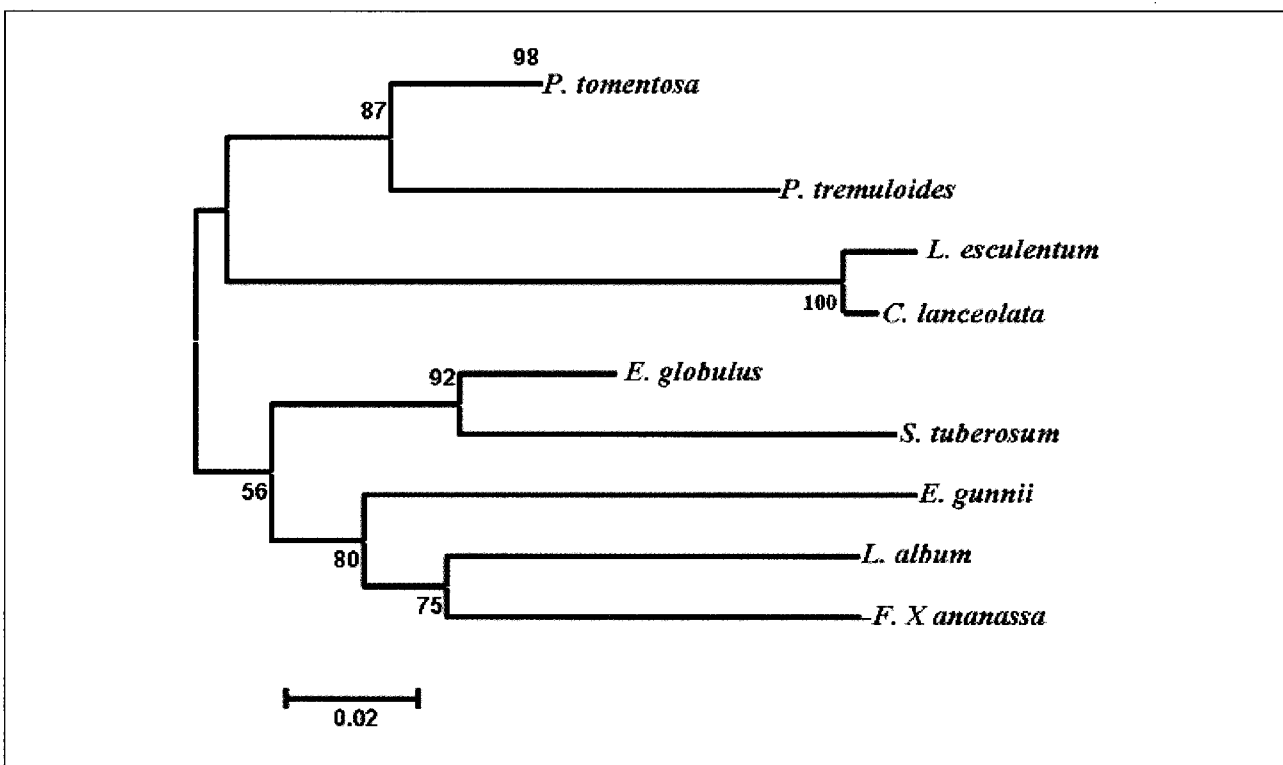 98
P. tomentosa
87
P. tremuloides
L. esculentum
100
C. lanceolata
92
E. globulus
S. tuberosum
56
E. gunnii
80
L. album
75
F. X ananassa
0.02